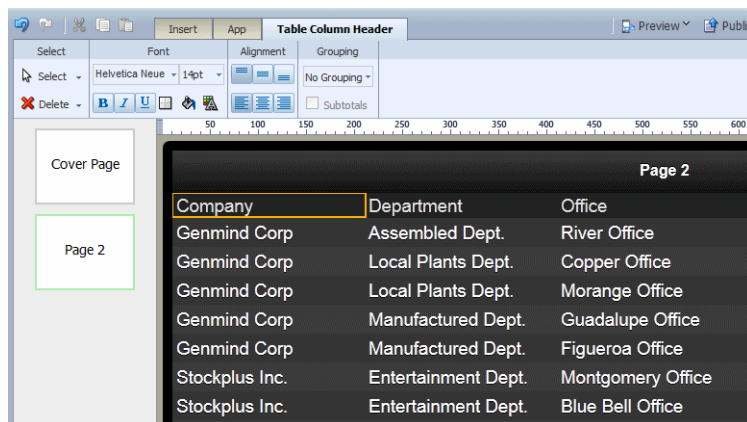 Insert App Table Column Header Preview
Select Font Alignment Grouping
Select Helvetica Neue 14pt No Grouping
Delete B I U Subtotals
50 100 150 200 250 300 350 400 450 500 550 600
Cover Page
Page 2
Page 2
Company Department Office
Genmind Corp Assembled Dept. River Office
Genmind Corp Local Plants Dept. Copper Office
Genmind Corp Local Plants Dept. Morange Office
Genmind Corp Manufactured Dept. Guadalupe Office
Genmind Corp Manufactured Dept. Figueroa Office
Stockplus Inc. Entertainment Dept. Montgomery Office
Stockplus Inc. Entertainment Dept. Blue Bell Office